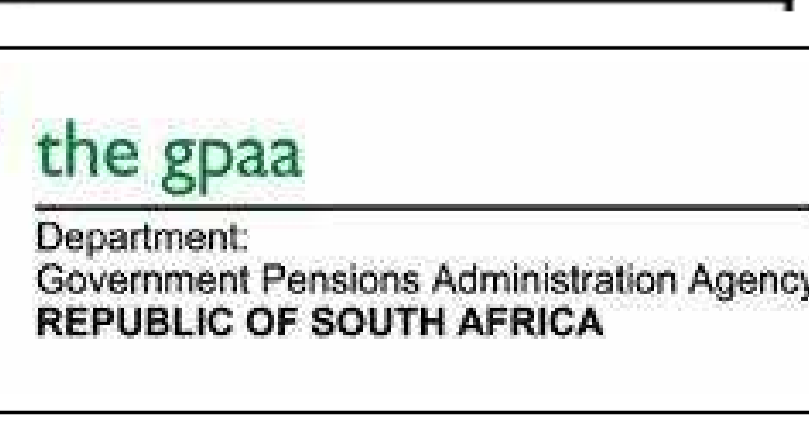 the gpaa
Department:
Government Pensions Administration Agency
REPUBLIC OF SOUTH AFRICA